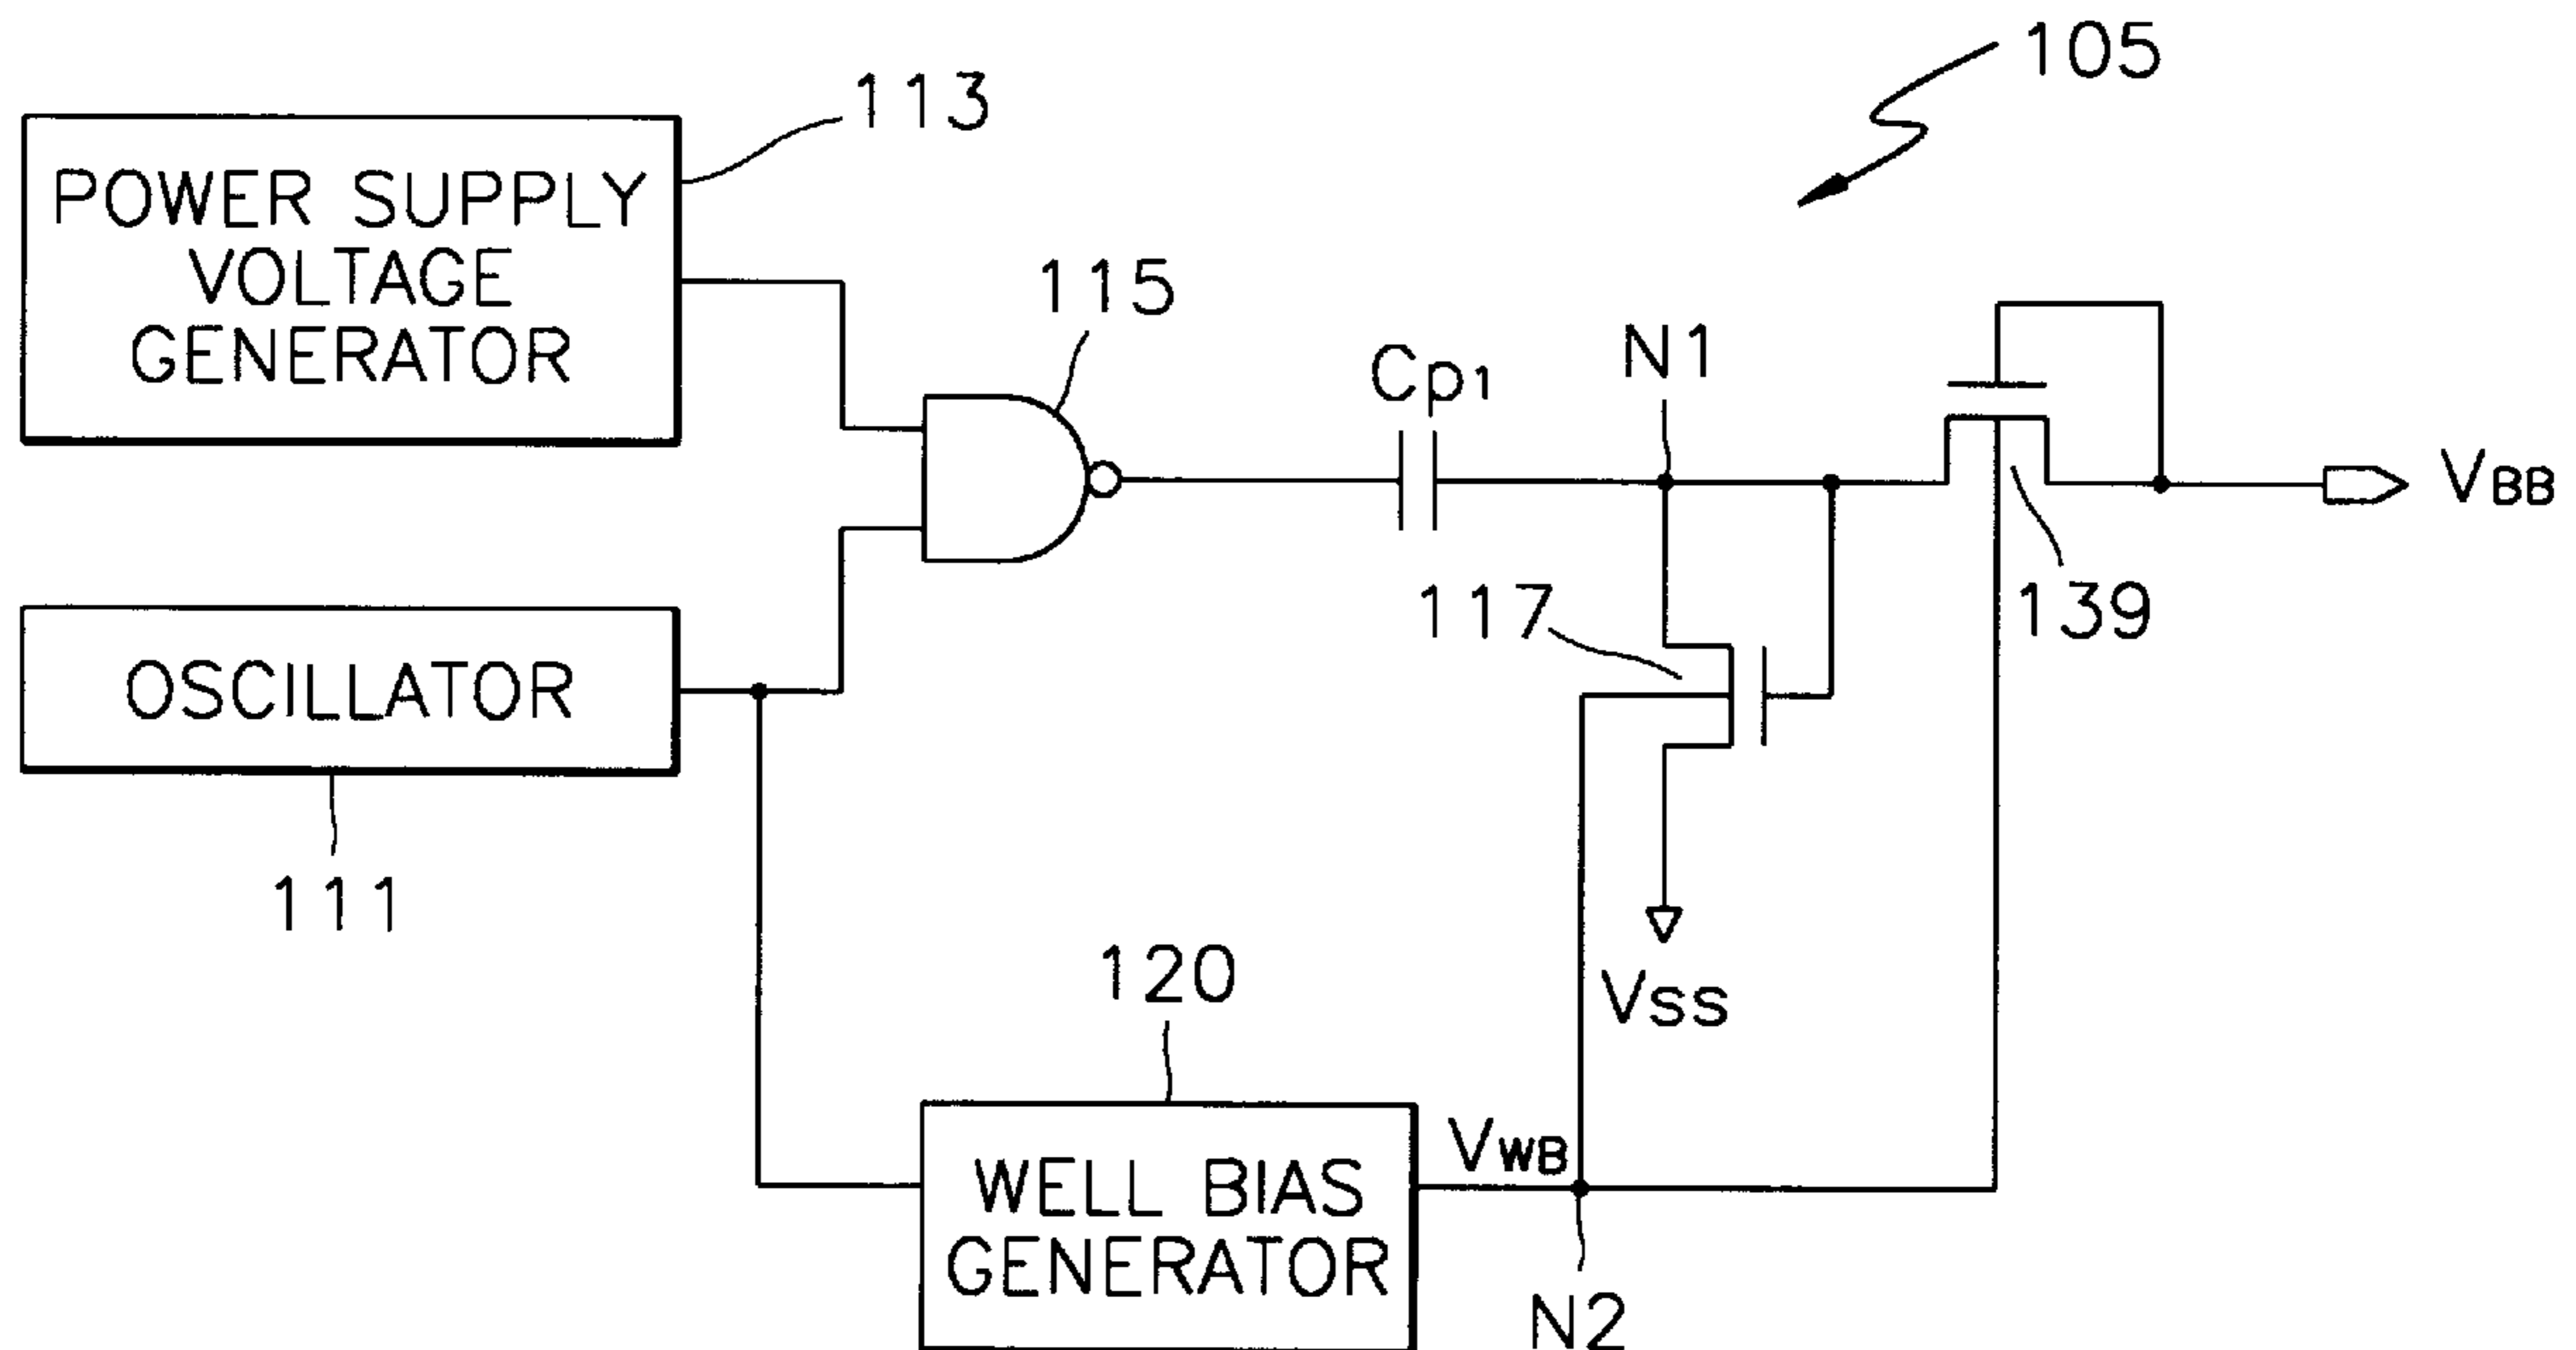 105
113
POWER SUPPLY
VOLTAGE
GENERATOR
115
N1
Cp1
VBB
117
139
OSCILLATOR
111
VSS
120
VWB
WELL BIAS
GENERATOR
N2